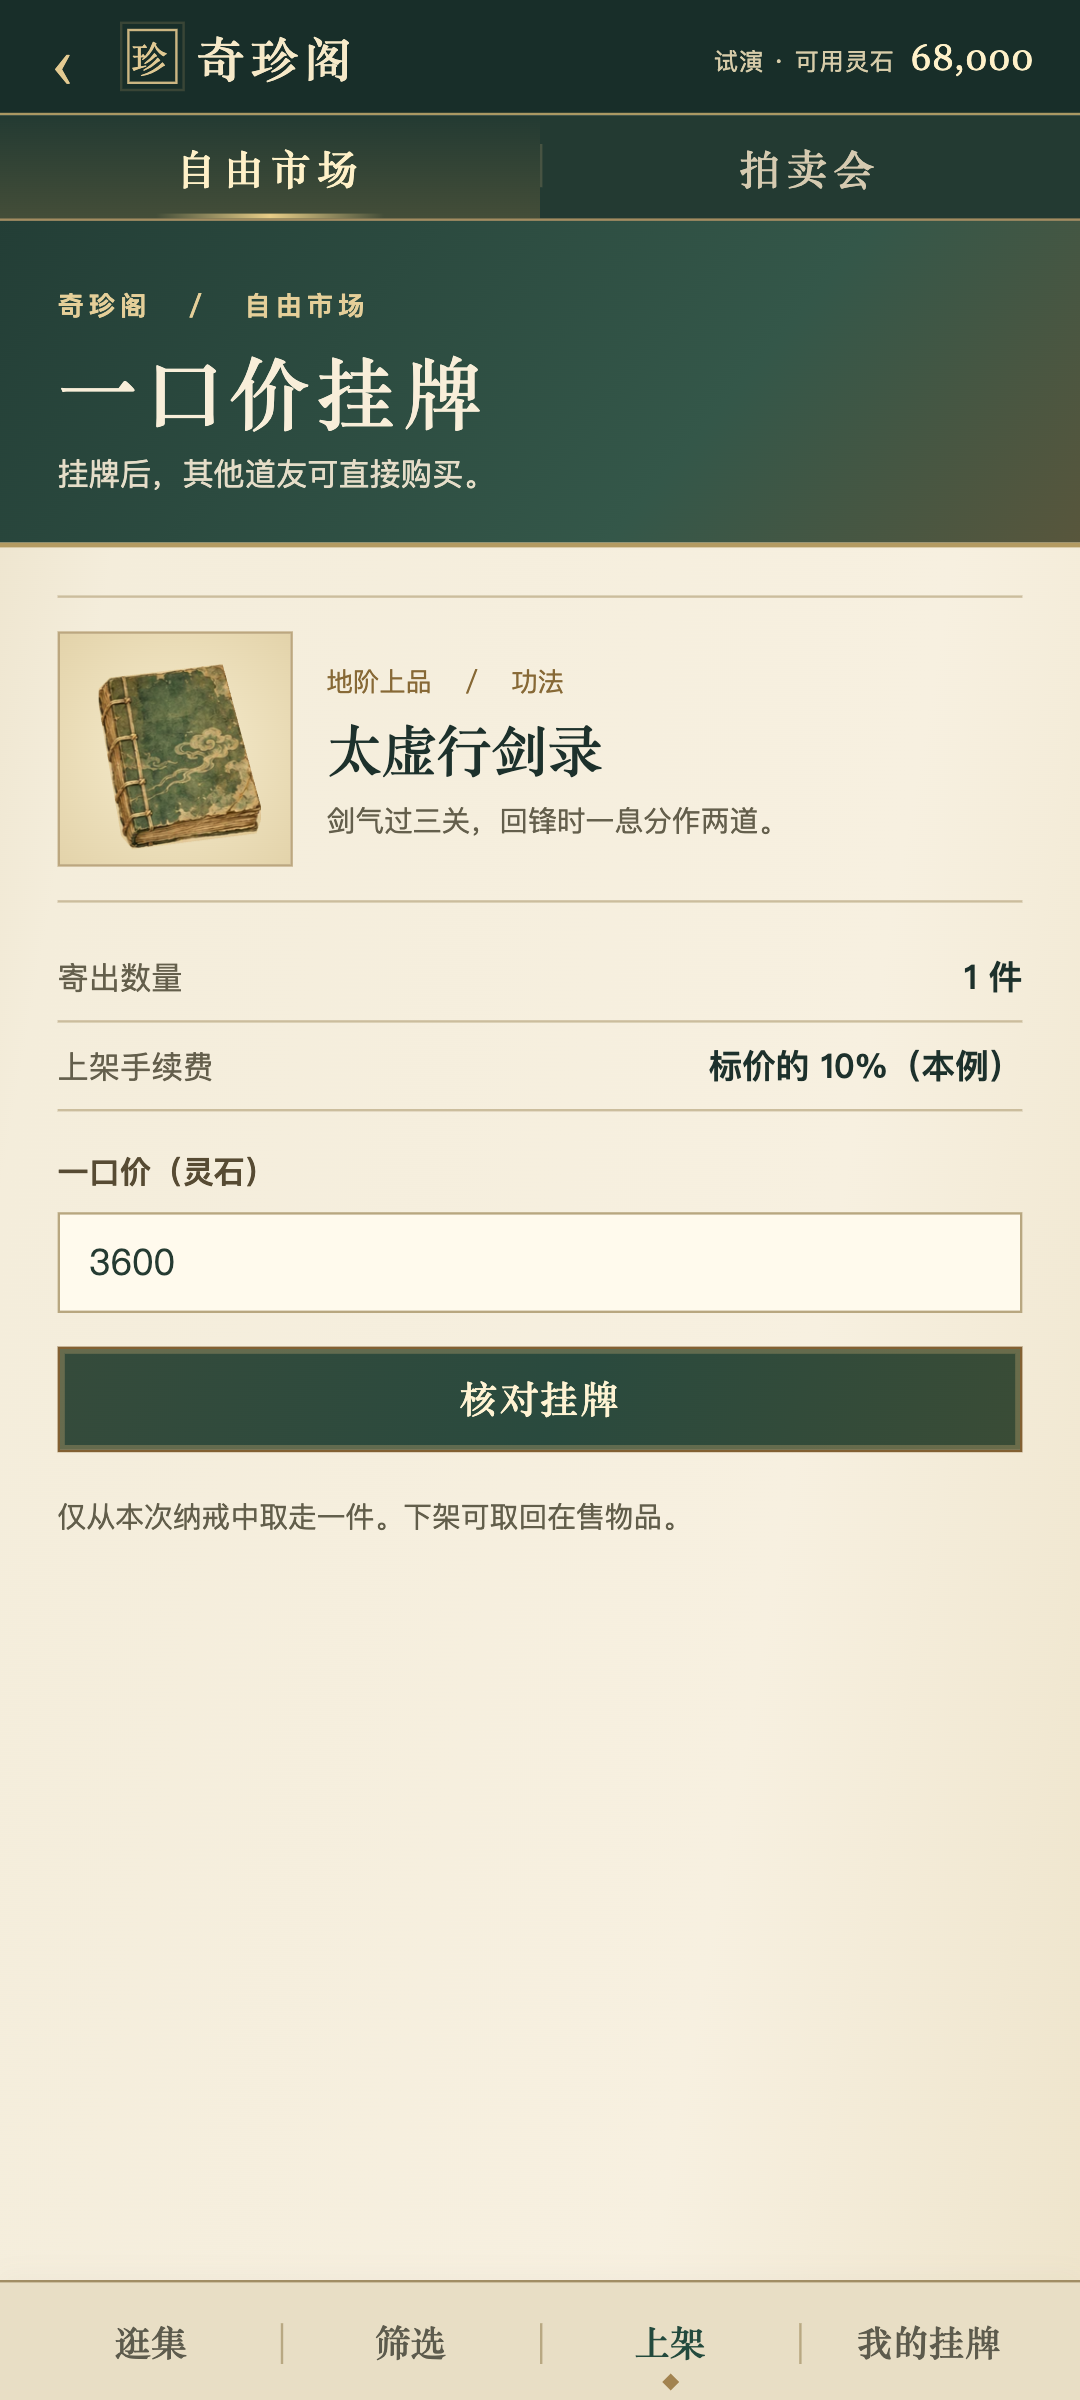 ‹ 珍 奇珍阁 试演 · 可用灵石 68,000
自由市场 拍卖会
奇珍阁 / 自由市场
一口价挂牌
挂牌后，其他道友可直接购买。
地阶上品 / 功法
太虚行剑录
剑气过三关，回锋时一息分作两道。
寄出数量 1 件
上架手续费 标价的 10%（本例）
一口价（灵石）
3600
核对挂牌
仅从本次纳戒中取走一件。下架可取回在售物品。
逛集 筛选 上架 我的挂牌